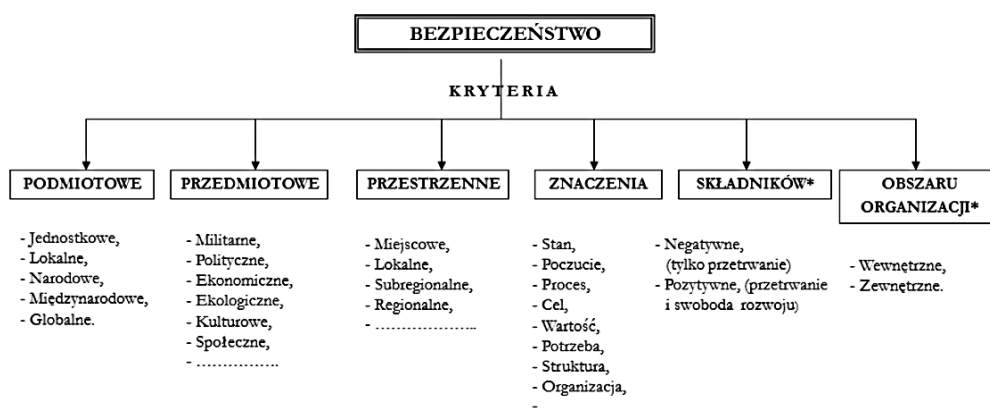 BEZPIECZEŃSTWO
KRYTERIA
PODMIOTOWE
- Jednostkowe,
- Lokalne,
- Narodowe,
- Międzynarodowe,
- Globalne.
PRZEDMIOTOWE
- Militarne,
- Polityczne,
- Ekonomiczne,
- Ekologiczne,
- Kulturowe,
- Społeczne,
- …………….
PRZESTRZENNE
- Miejscowe,
- Lokalne,
- Subregionalne,
- Regionalne,
- ………………...
ZNACZENIA
- Stan,
- Poczucie,
- Proces,
- Cel,
- Wartość,
- Potrzeba,
- Struktura,
- Organizacja,
-
SKŁADNIKÓW*
- Negatywne,
(tylko przetrwanie)
- Pozytywne, (przetrwanie
i swoboda rozwoju)
OBSZARU
ORGANIZACJI*
- Wewnętrzne,
- Zewnętrzne.